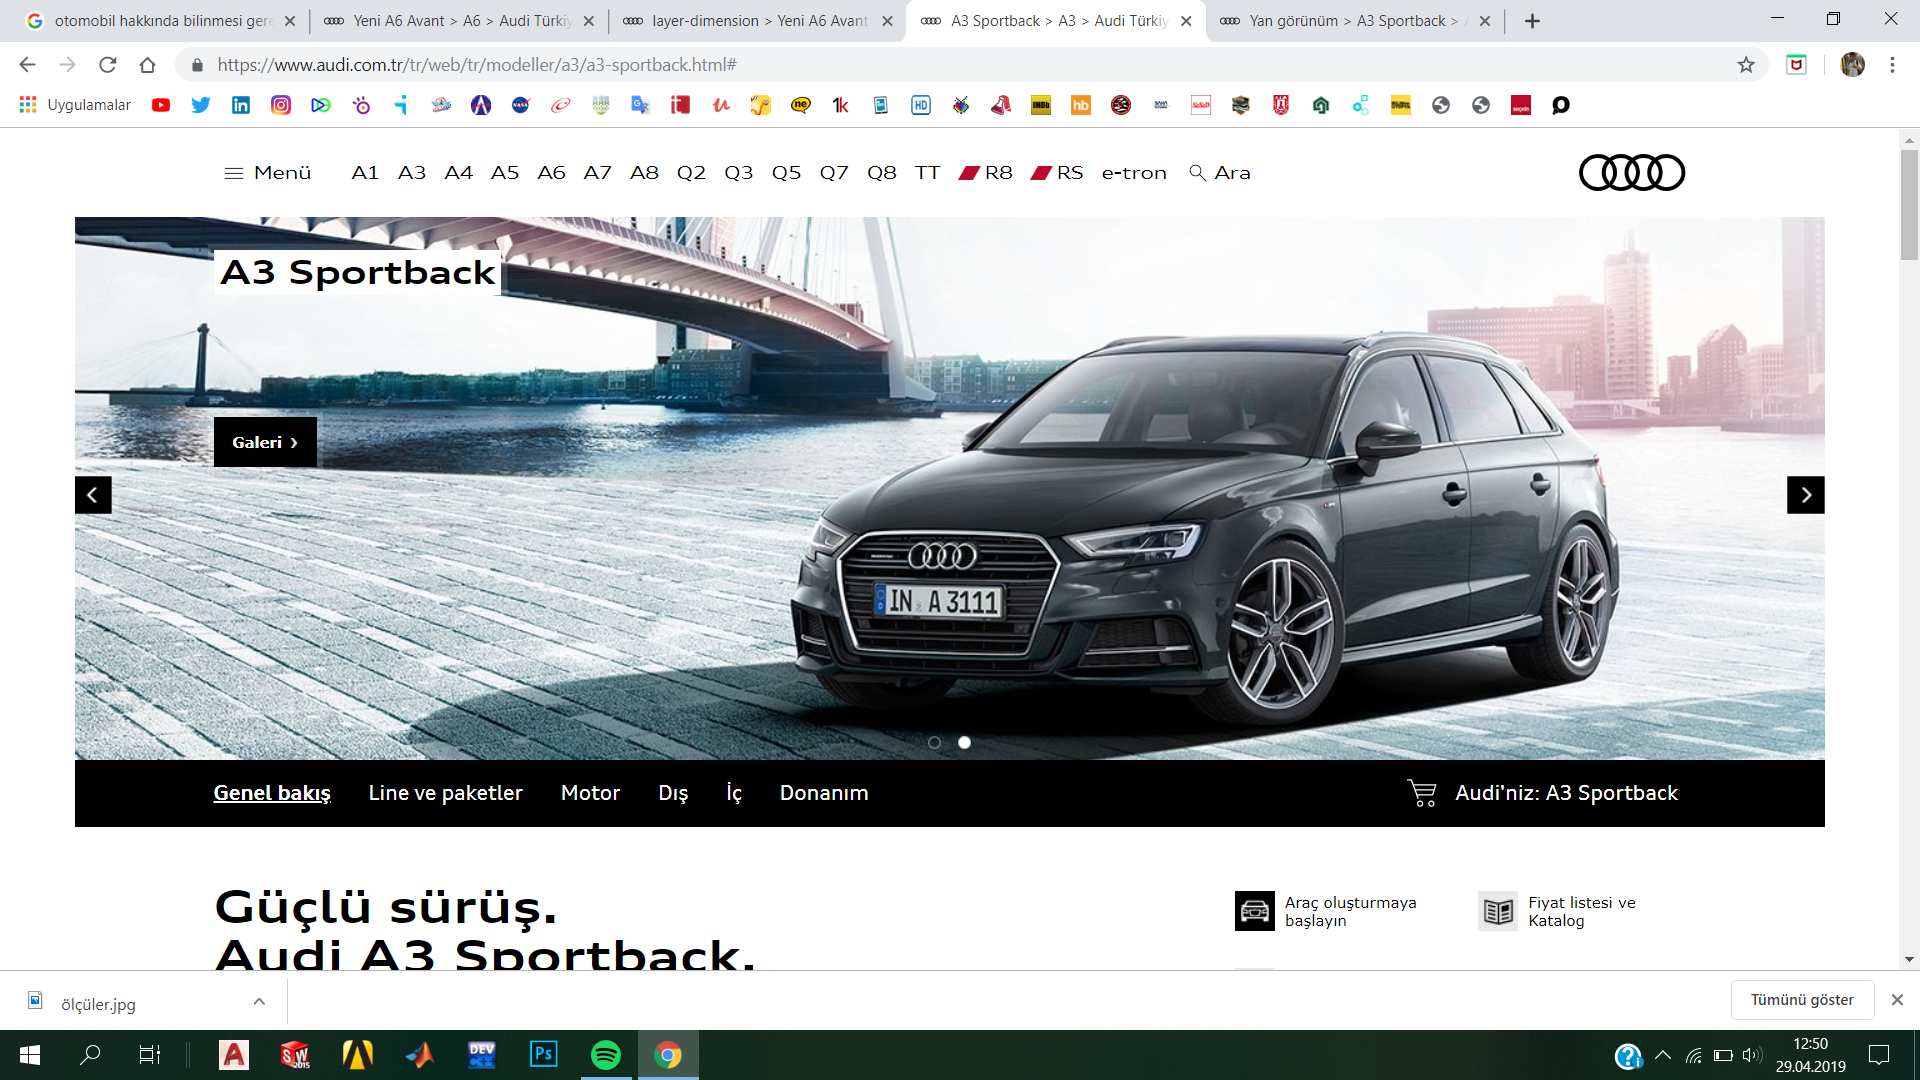 otomobil hakkında bilinmesi gere
Yeni A6 Avant > A6 > Audi Türkiy
layer-dimension > Yeni A6 Avant
A3 Sportback > A3 > Audi Türkiy
Yan görünüm > A3 Sportback >
https://www.audi.com.tr/tr/web/tr/modeller/a3/a3-sportback.html#
Uygulamalar
Menü A1 A3 A4 A5 A6 A7 A8 Q2 Q3 Q5 Q7 Q8 TT R8 RS e-tron Ara
A3 Sportback
Galeri
IN A 3111
Genel bakış Line ve paketler Motor Dış İç Donanım Audi'niz: A3 Sportback
Güçlü sürüş.
Audi A3 Sportback.
Araç oluşturmaya
başlayın
Fiyat listesi ve
Katalog
ölçüler.jpg
Tümünü göster
12:50
29.04.2019